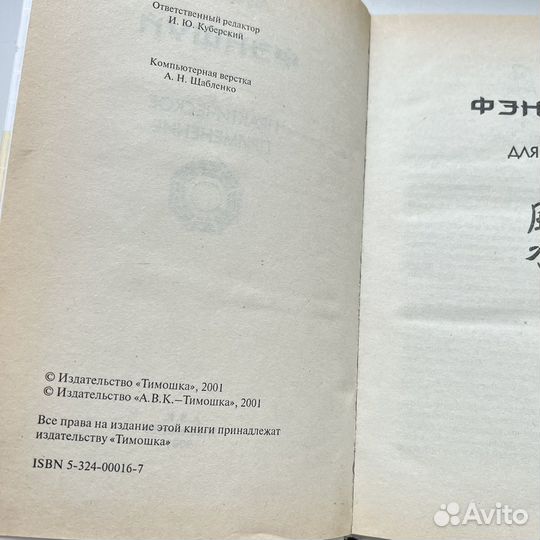 Ответственный редактор
И. Ю. Куберский
Компьютерная верстка
А. Н. Щабленко
© Издательство «Тимошка», 2001
© Издательство «А.В.К.–Тимошка», 2001
Все права на издание этой книги принадлежат
издательству «Тимошка»
ISBN 5-324-00016-7
ФЭН
ДЛЯ
Avito